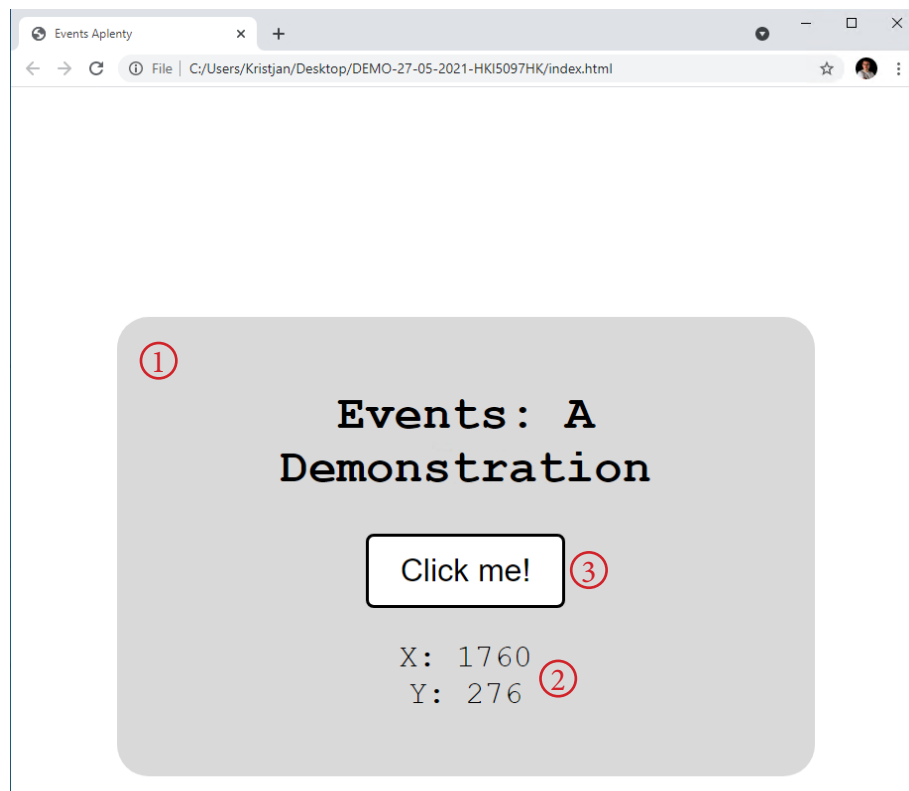 Events Aplenty
File | C:/Users/Kristjan/Desktop/DEMO-27-05-2021-HKI5097HK/index.html
1
Events: A
Demonstration
Click me!
3
X: 1760
Y: 276
2